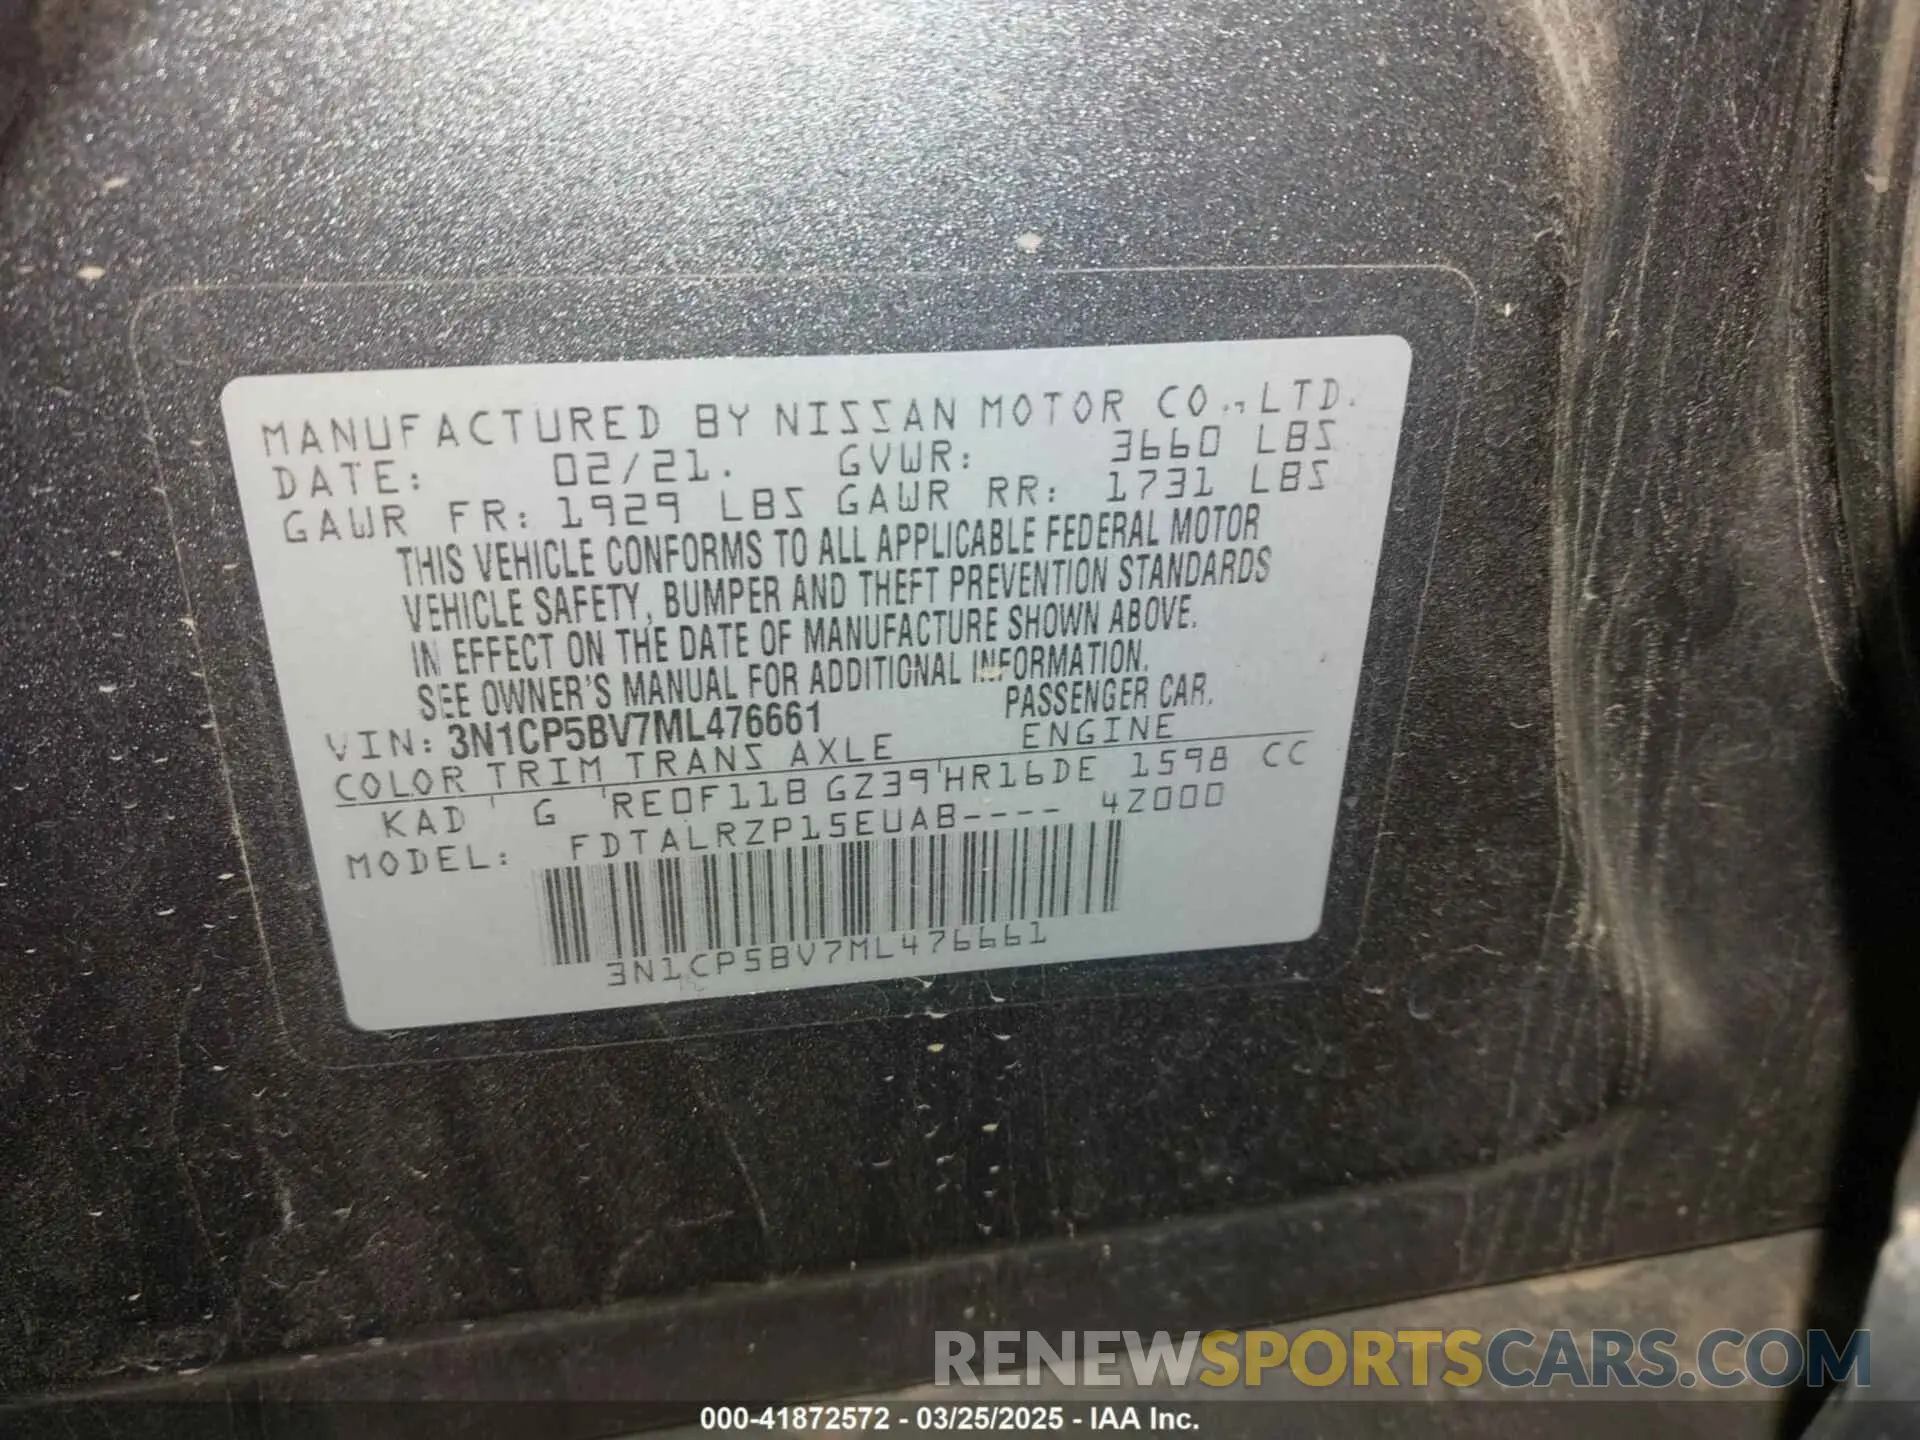 MANUFACTURED BY NISSAN MOTOR CO., LTD.
DATE: 02/21. GVWR: 3660 LBS
GAWR FR: 1929 LBS GAWR RR: 1731 LBS
THIS VEHICLE CONFORMS TO ALL APPLICABLE FEDERAL MOTOR
VEHICLE SAFETY, BUMPER AND THEFT PREVENTION STANDARDS
IN EFFECT ON THE DATE OF MANUFACTURE SHOWN ABOVE.
SEE OWNER'S MANUAL FOR ADDITIONAL INFORMATION.
VIN: 3N1CP5BV7ML476661 PASSENGER CAR.
COLOR TRIM TRANS AXLE ENGINE
KAD ' G 'RE0F11B GZ39'HR16DE 1598 CC
MODEL: FDTALRZP15EUAB---- 42000
3N1CP5BV7ML476661
RENEWSPORTSCARS.COM
000-41872572 - 03/25/2025 - IAA Inc.